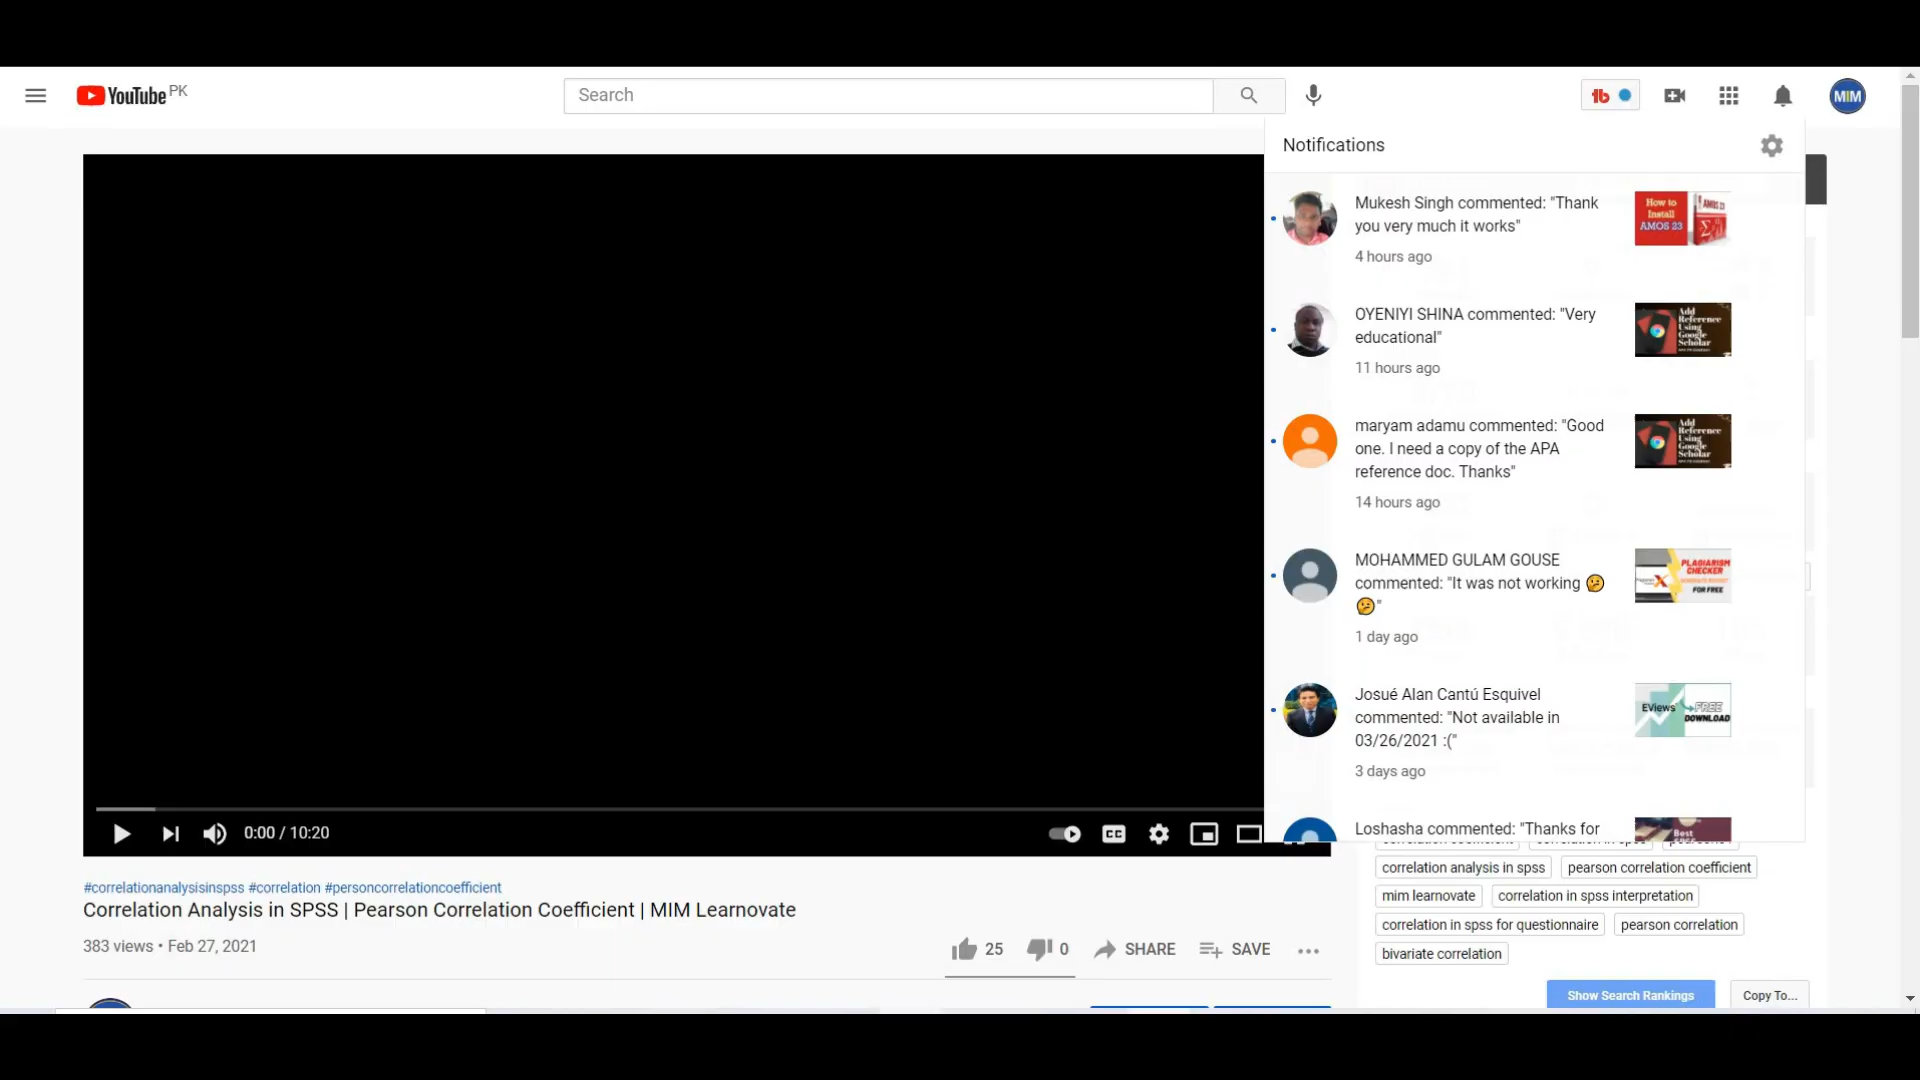 YouTube PK
Search
tb
MIM
Notifications
Mukesh Singh commented: "Thank
you very much it works"
4 hours ago
How to
Install
AMOS 23
AMOS 23
OYENIYI SHINA commented: "Very
educational"
11 hours ago
Add
Reference
Using
Google
Scholar
maryam adamu commented: "Good
one. I need a copy of the APA
reference doc. Thanks"
14 hours ago
Add
Reference
Using
Google
Scholar
MOHAMMED GULAM GOUSE
commented: "It was not working 🤔
🤔"
1 day ago
PLAGIARISM
CHECKER
FOR FREE
Josué Alan Cantú Esquivel
commented: "Not available in
03/26/2021 :("
3 days ago
EViews
FREE
DOWNLOAD
Loshasha commented: "Thanks for
Best
0:00 / 10:20
CC
#correlationanalysisinspss #correlation #personcorrelationcoefficient
Correlation Analysis in SPSS | Pearson Correlation Coefficient | MIM Learnovate
383 views • Feb 27, 2021
25
0
SHARE
SAVE
correlation analysis in spss
pearson correlation coefficient
mim learnovate
correlation in spss interpretation
correlation in spss for questionnaire
pearson correlation
bivariate correlation
Show Search Rankings
Copy To...